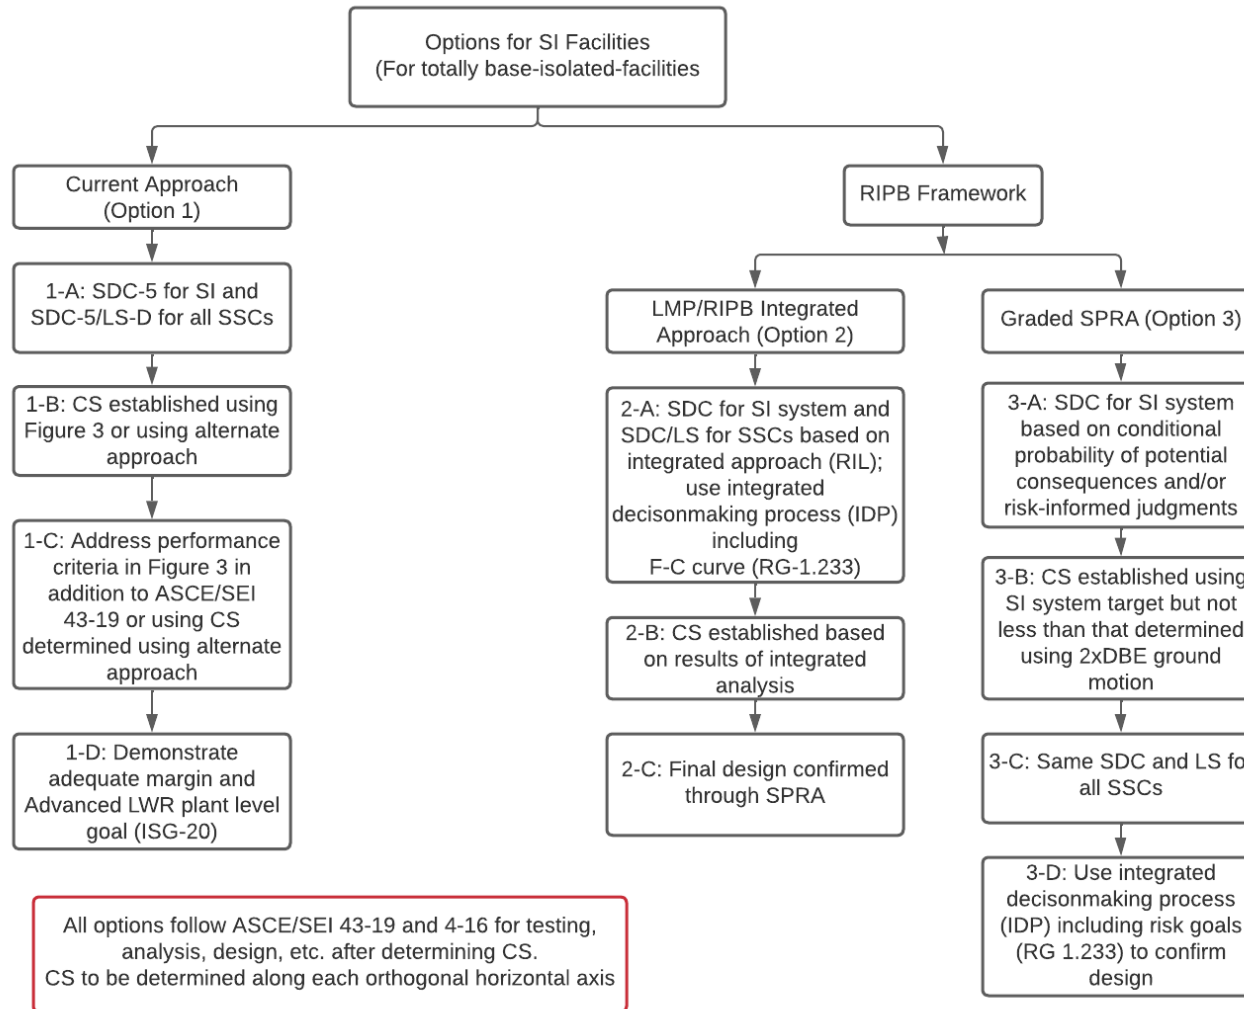 Options for SI Facilities
(For totally base-isolated-facilities
Current Approach
(Option 1)
RIPB Framework
1-A: SDC-5 for SI and
SDC-5/LS-D for all SSCs
LMP/RIPB Integrated
Approach (Option 2)
Graded SPRA (Option 3)
1-B: CS established using
Figure 3 or using alternate
approach
2-A: SDC for SI system and
SDC/LS for SSCs based on
integrated approach (RIL);
use integrated
decisonmaking process (IDP)
including
F-C curve (RG-1.233)
3-A: SDC for SI system
based on conditional
probability of potential
consequences and/or
risk-informed judgments
1-C: Address performance
criteria in Figure 3 in
addition to ASCE/SEI
43-19 or using CS
determined using alternate
approach
2-B: CS established based
on results of integrated
analysis
3-B: CS established using
SI system target but not
less than that determined
using 2xDBE ground
motion
1-D: Demonstrate
adequate margin and
Advanced LWR plant level
goal (ISG-20)
2-C: Final design confirmed
through SPRA
3-C: Same SDC and LS fo
all SSCs
3-D: Use integrated
decisonmaking process
(IDP) including risk goals
(RG 1.233) to confirm
design
All options follow ASCE/SEI 43-19 and 4-16 for testing,
analysis, design, etc. after determining CS.
CS to be determined along each orthogonal horizontal axis